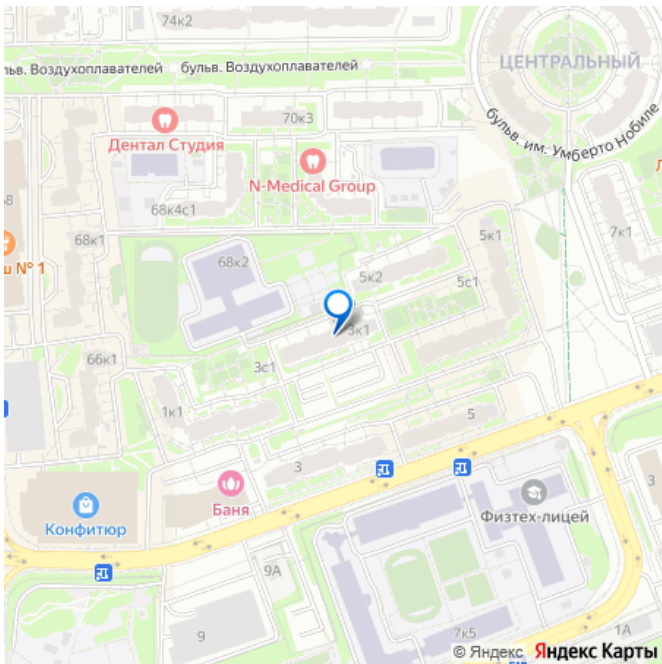 74к2
льв. Воздухоплавателей
бульв. Воздухоплавателей
ЦЕНТРАЛЬНЫЙ
бульв. им. Умберто Нобиле
70к3
Дентал Студия
N-Medical Group
68к4с1
68к1
ш № 1
68к2
5к1
7к1
5к2
5с1
3к1
66к1
3с1
1к1
5
3
Баня
Конфитюр
Физтех-лицей
3
9А
9
7к5
1А
© Яндекс Яндекс Карты